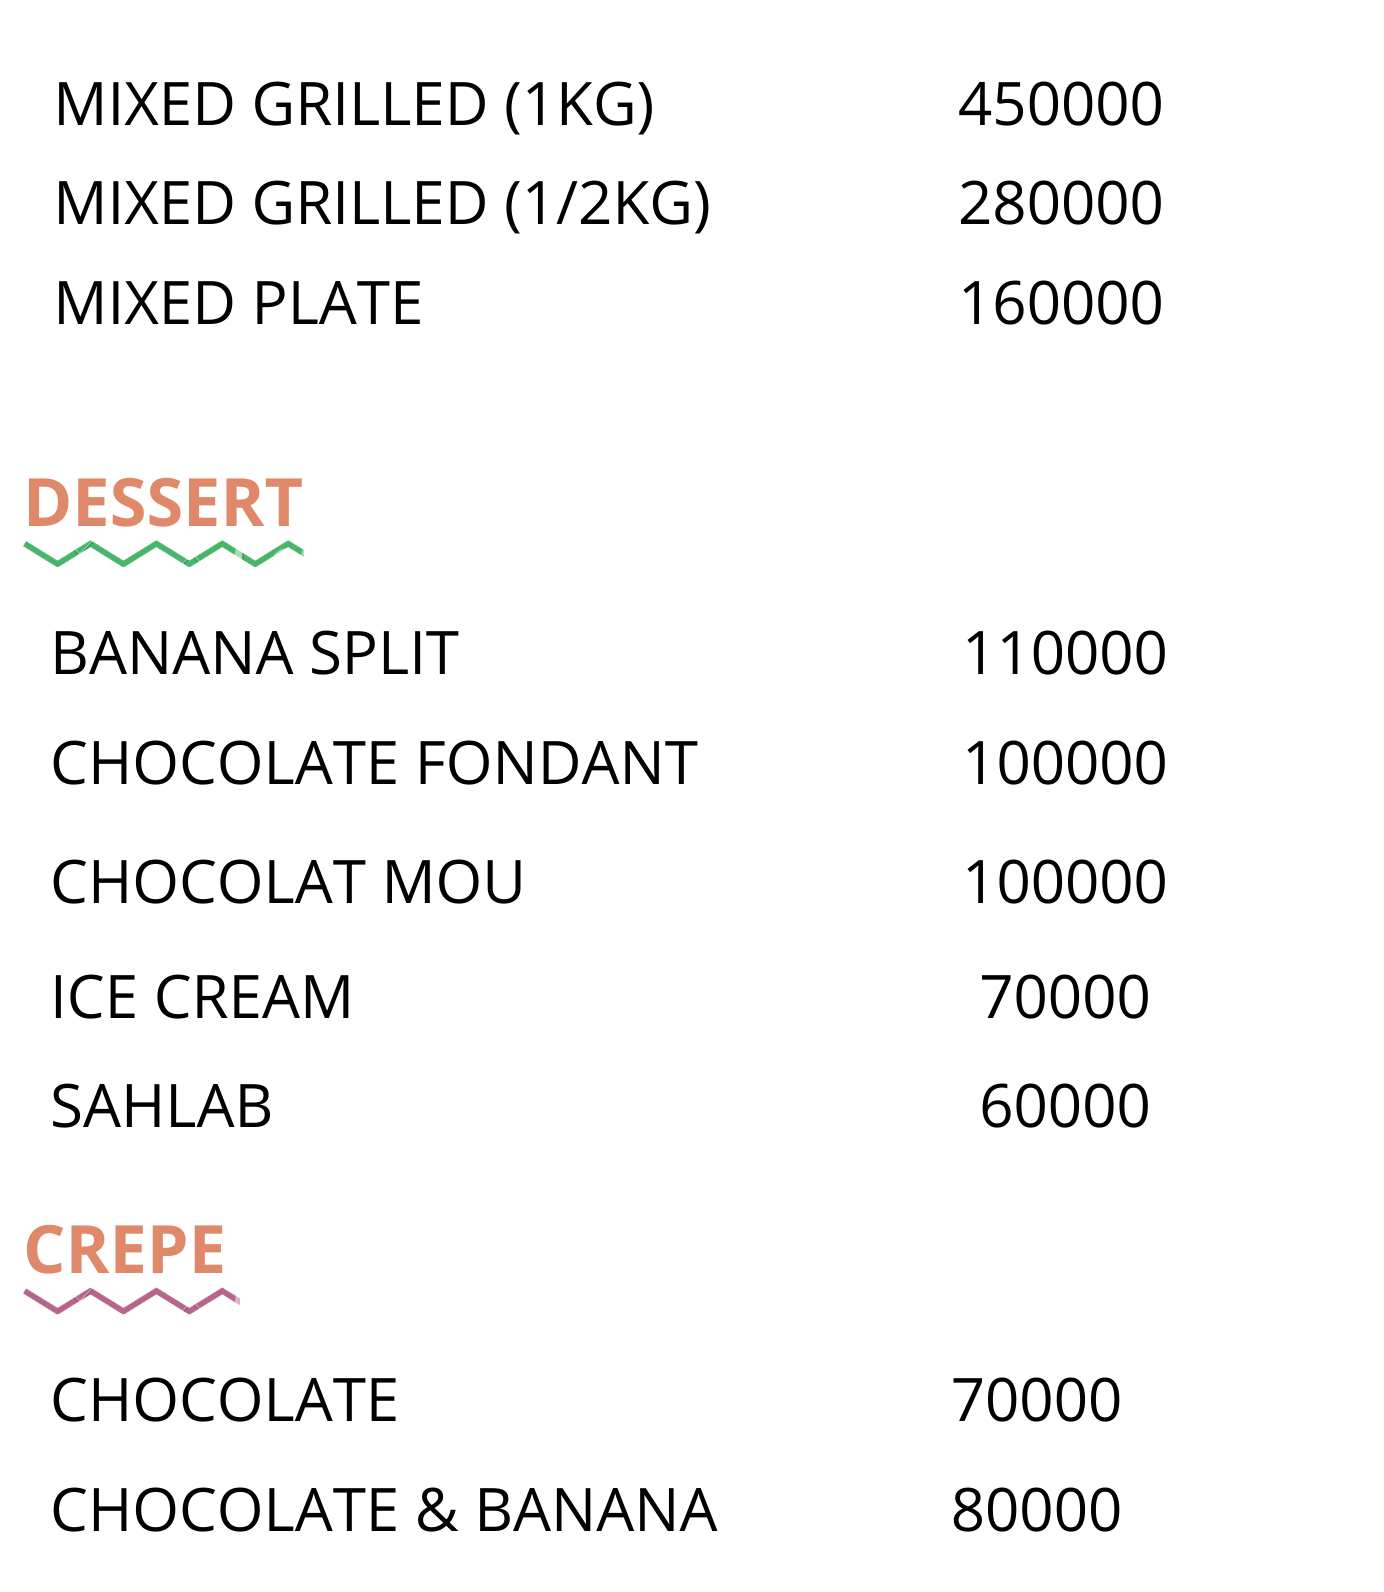 MIXED GRILLED (1KG) 450000
MIXED GRILLED (1/2KG) 280000
MIXED PLATE 160000
DESSERT
BANANA SPLIT 110000
CHOCOLATE FONDANT 100000
CHOCOLAT MOU 100000
ICE CREAM 70000
SAHLAB 60000
CREPE
CHOCOLATE 70000
CHOCOLATE & BANANA 80000